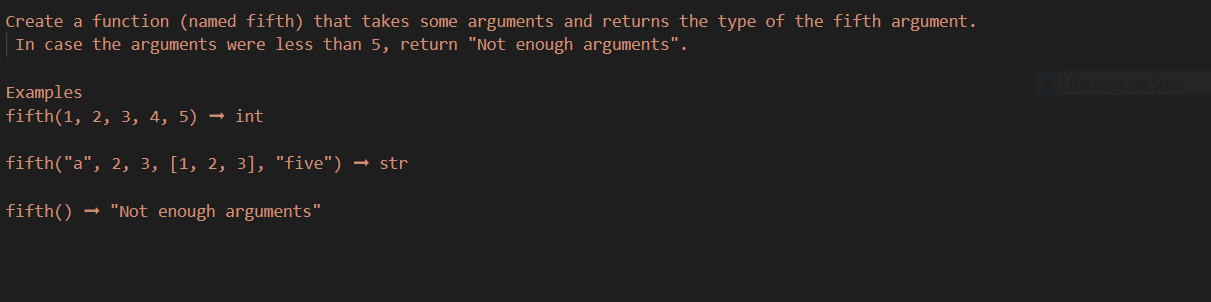 Create a function (named fifth) that takes some arguments and returns the type of the fifth argument.
In case the arguments were less than 5, return "Not enough arguments".
Rectangular Snip
Examples
fifth(1, 2, 3, 4, 5) ➞ int
fifth("a", 2, 3, [1, 2, 3], "five") ➞ str
fifth() ➞ "Not enough arguments"